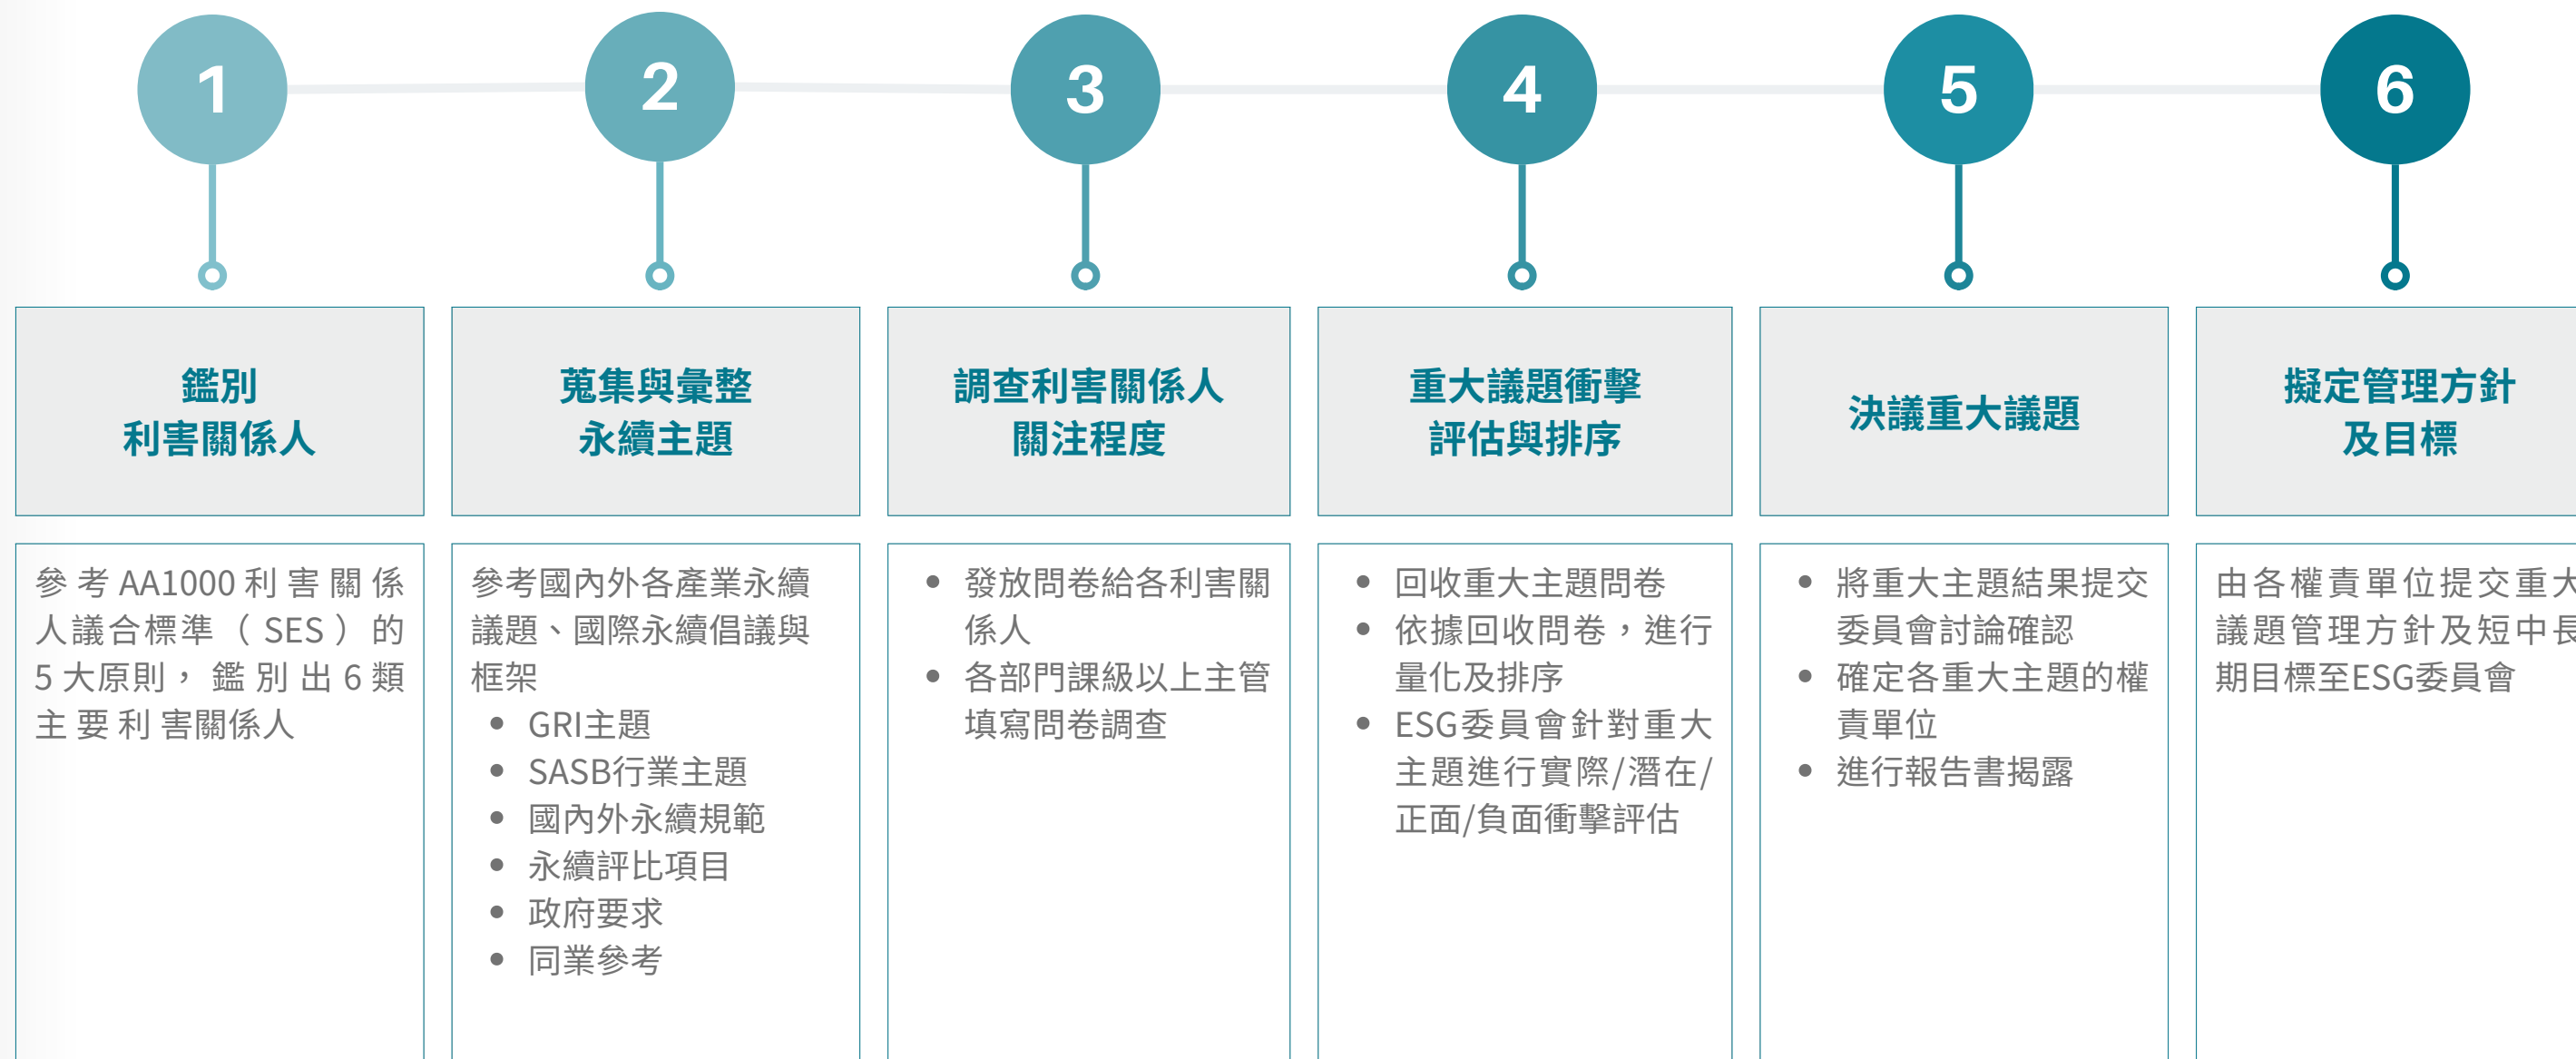 1
2
3
4
5
6
鑑別
利害關係人
蒐集與彙整
永續主題
調查利害關係人
關注程度
重大議題衝擊
評估與排序
決議重大議題
擬定管理方針
及目標
參考AA1000利害關係
人議合標準（SES）的
5大原則，鑑別出6類
主要利害關係人
參考國內外各產業永續
議題、國際永續倡議與
框架
• GRI主題
• SASB行業主題
• 國內外永續規範
• 永續評比項目
• 政府要求
• 同業參考
• 發放問卷給各利害關
係人
• 各部門課級以上主管
填寫問卷調查
• 回收重大主題問卷
• 依據回收問卷，進行
量化及排序
• ESG委員會針對重大
主題進行實際/潛在/
正面/負面衝擊評估
• 將重大主題結果提交
委員會討論確認
• 確定各重大主題的權
責單位
• 進行報告書揭露
由各權責單位提交重大
議題管理方針及短中長
期目標至ESG委員會